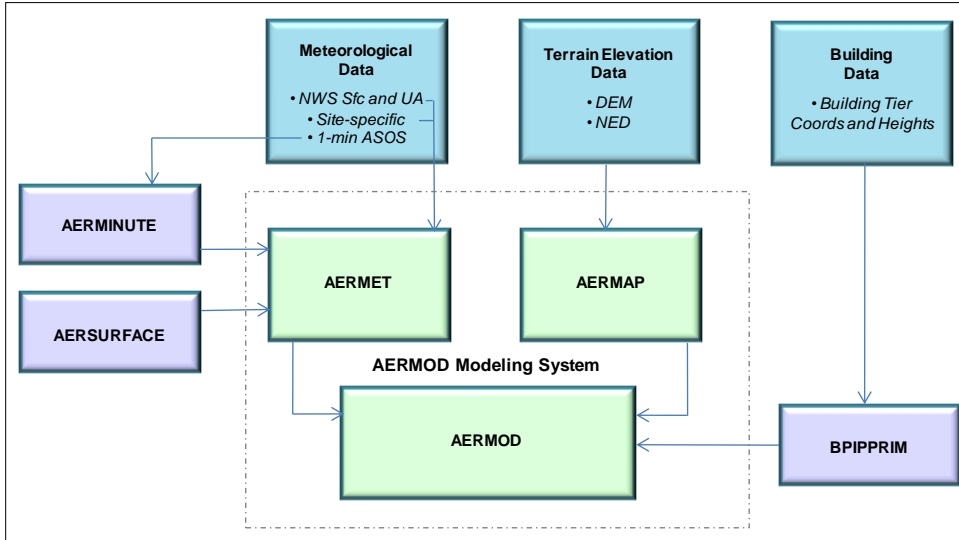 Meteorological
Data
• NWS Sfc and UA
• Site-specific
• 1-min ASOS
Terrain Elevation
Data
• DEM
• NED
Building
Data
• Building Tier
Coords and Heights
AERMINUTE
AERSURFACE
AERMET
AERMAP
AERMOD Modeling System
AERMOD
BPIPPRIM